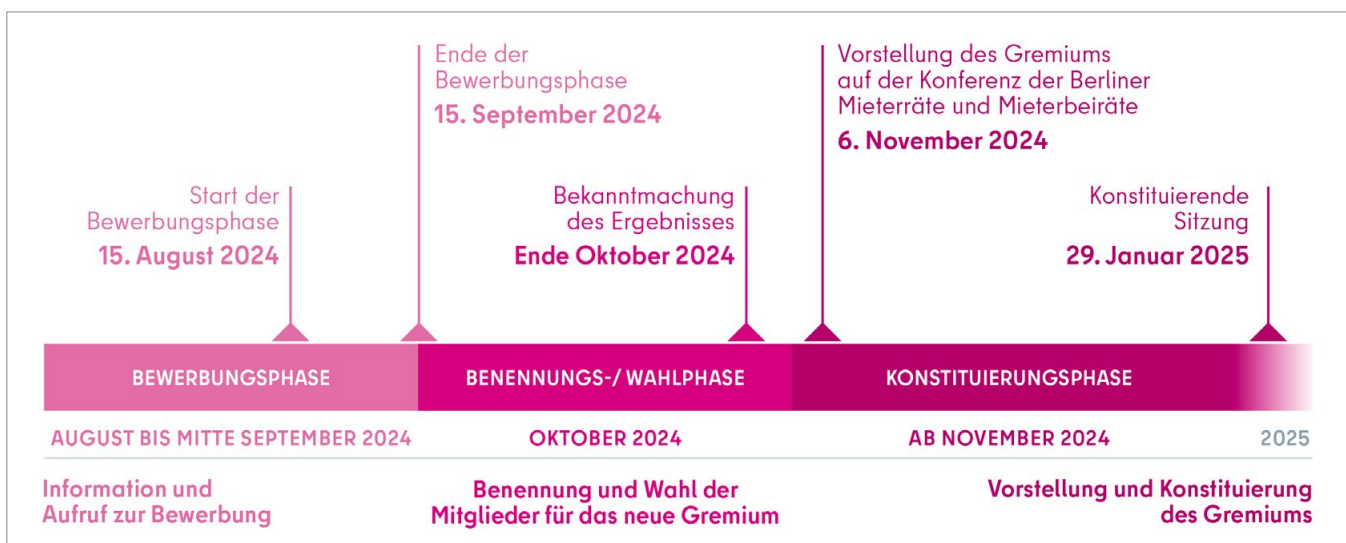 Ende der
Bewerbungsphase
15. September 2024
Vorstellung des Gremiums
auf der Konferenz der Berliner
Mieterräte und Mieterbeiräte
6. November 2024
Start der
Bewerbungsphase
15. August 2024
Bekanntmachung
des Ergebnisses
Ende Oktober 2024
Konstituierende
Sitzung
29. Januar 2025
BEWERBUNGSPHASE
BENENNUNGS-/ WAHLPHASE
KONSTITUIERUNGSPHASE
AUGUST BIS MITTE SEPTEMBER 2024
OKTOBER 2024
AB NOVEMBER 2024
2025
Information und
Aufruf zur Bewerbung
Benennung und Wahl der
Mitglieder für das neue Gremium
Vorstellung und Konstituierung
des Gremiums